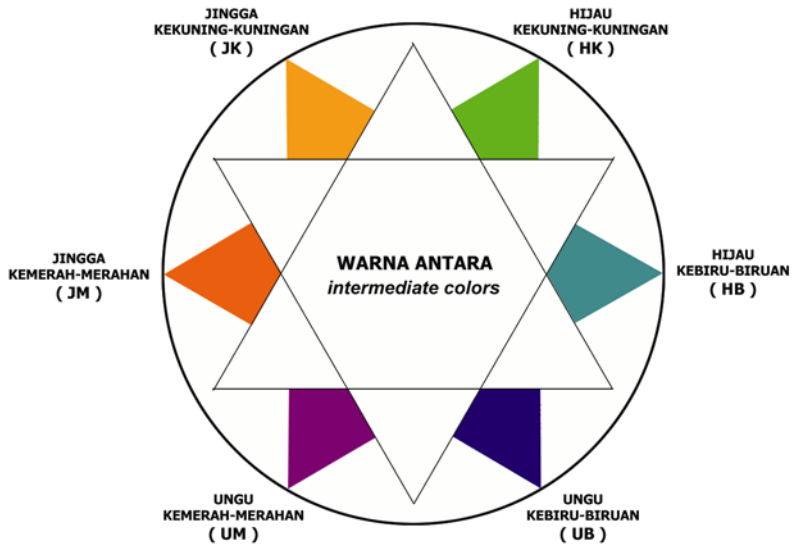 JINGGA
KEKUNING-KUNINGAN
( JK )
HIJAU
KEKUNING-KUNINGAN
( HK )
JINGGA
KEMERAH-MERAHAN
( JM )
WARNA ANTARA
intermediate colors
HIJAU
KEBIRU-BIRUAN
( HB )
UNGU
KEMERAH-MERAHAN
( UM )
UNGU
KEBIRU-BIRUAN
( UB )